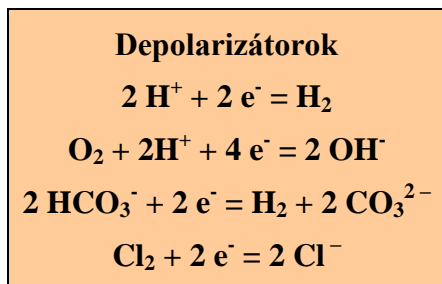 Depolarizátorok
2 H⁺ + 2 e⁻ = H₂
O₂ + 2H⁺ + 4 e⁻ = 2 OH⁻
2 HCO₃⁻ + 2 e⁻ = H₂ + 2 CO₃²⁻
Cl₂ + 2 e⁻ = 2 Cl⁻